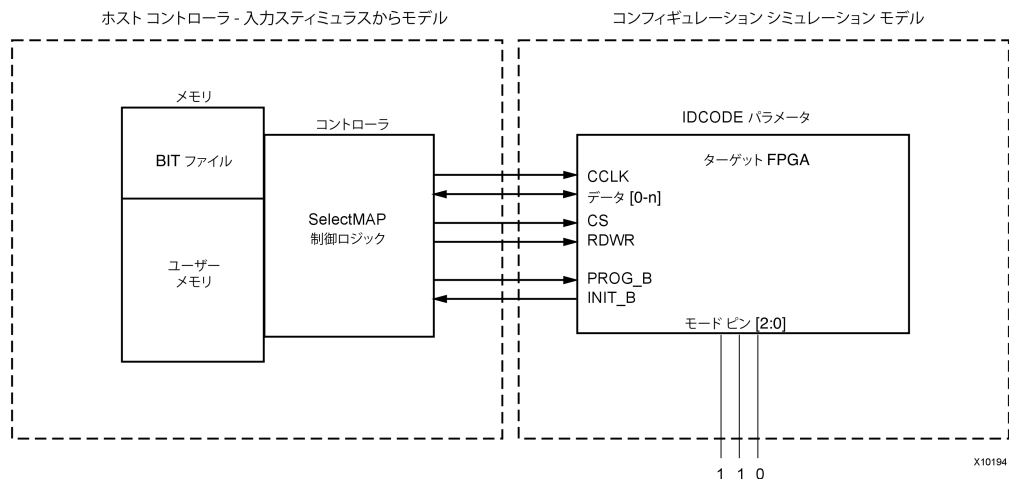 ホスト コントローラ - 入力スティミュラスからモデル
コンフィギュレーション シミュレーション モデル
メモリ
BIT ファイル
ユーザー
メモリ
コントローラ
SelectMAP
制御ロジック
IDCODE パラメータ
ターゲット FPGA
CCLK
データ [0-n]
CS
RDWR
PROG_B
INIT_B
モード ピン [2:0]
1 1 0
X10194